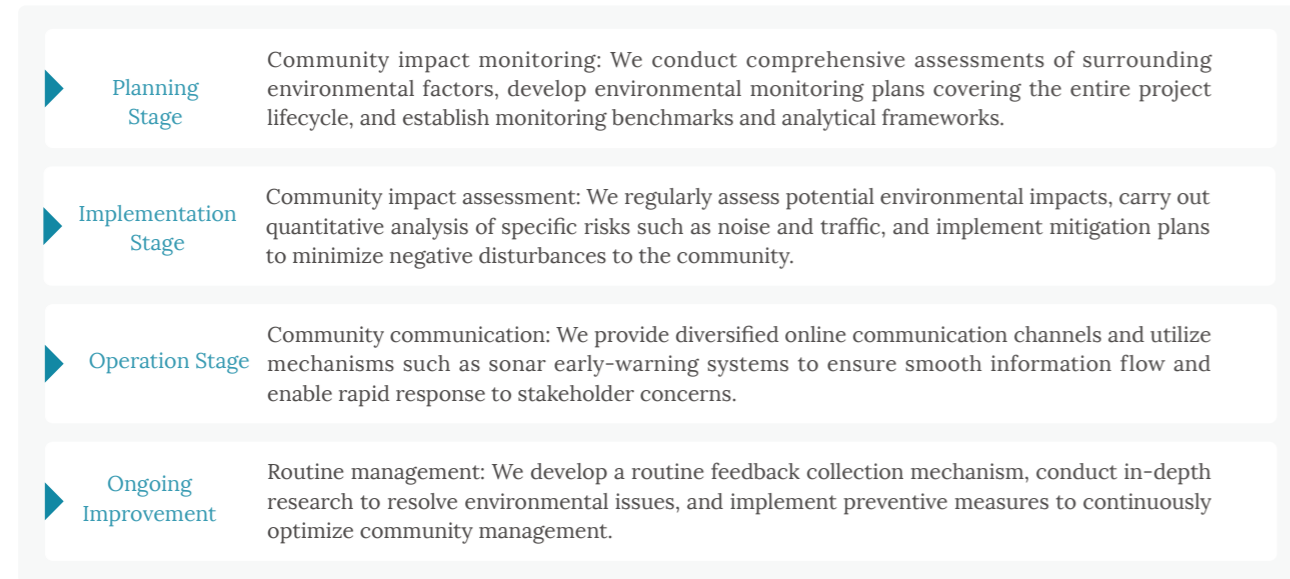 Planning
Stage
Community impact monitoring: We conduct comprehensive assessments of surrounding
environmental factors, develop environmental monitoring plans covering the entire project
lifecycle, and establish monitoring benchmarks and analytical frameworks.
Implementation
Stage
Community impact assessment: We regularly assess potential environmental impacts, carry out
quantitative analysis of specific risks such as noise and traffic, and implement mitigation plans
to minimize negative disturbances to the community.
Operation Stage
Community communication: We provide diversified online communication channels and utilize
mechanisms such as sonar early-warning systems to ensure smooth information flow and
enable rapid response to stakeholder concerns.
Ongoing
Improvement
Routine management: We develop a routine feedback collection mechanism, conduct in-depth
research to resolve environmental issues, and implement preventive measures to continuously
optimize community management.